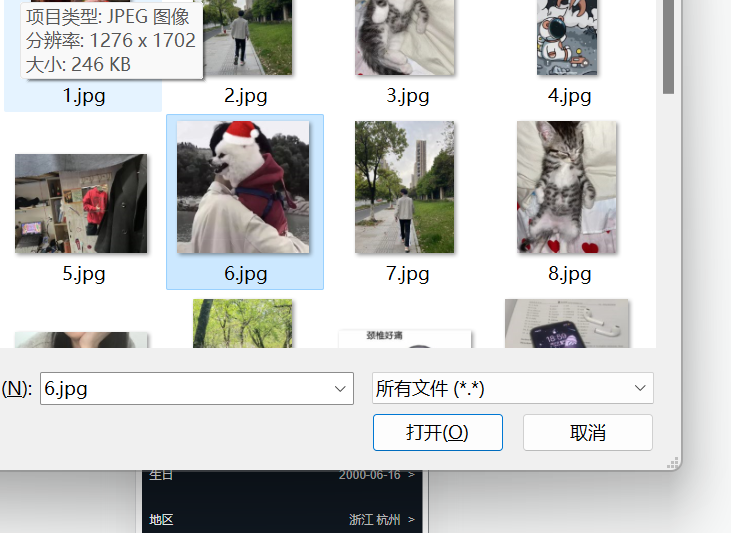 项目类型: JPEG 图像
分辨率: 1276 x 1702
大小: 246 KB
1.jpg
2.jpg
3.jpg
4.jpg
5.jpg
6.jpg
7.jpg
8.jpg
颈椎好痛
18:59
(N):
6.jpg
所有文件 (*.*)
打开(O)
取消
生日
2000-06-16 >
地区
浙江 杭州 >